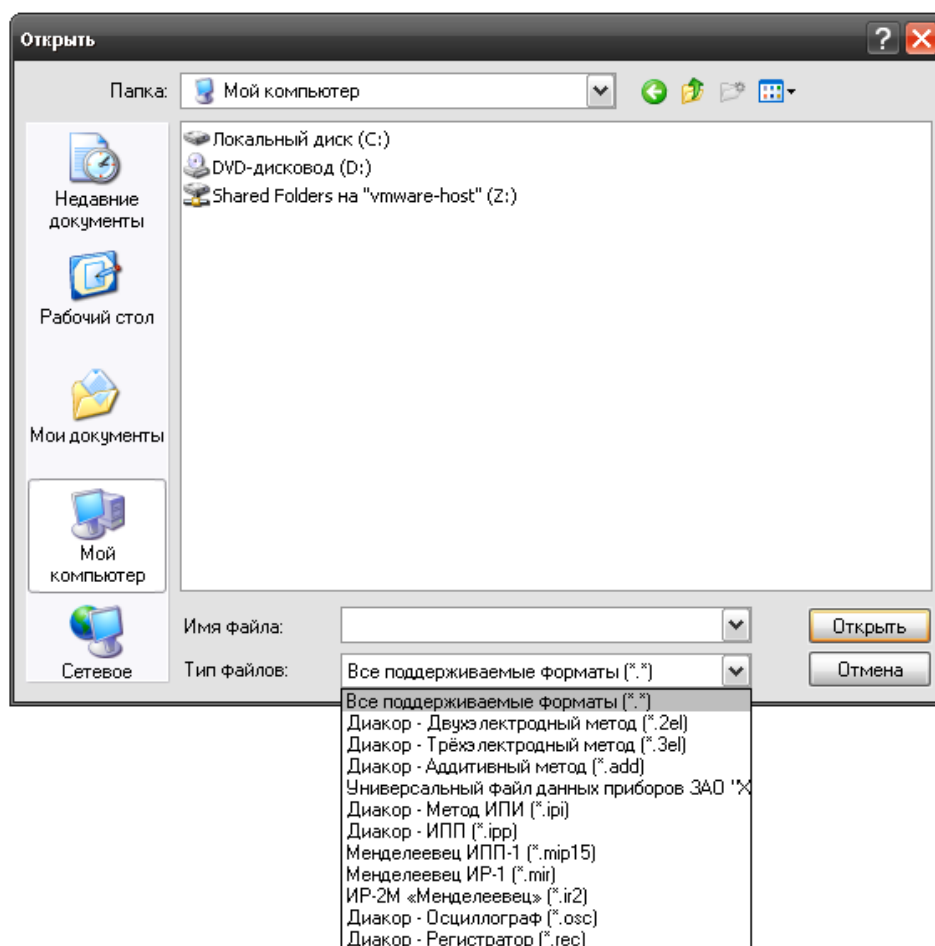 Открыть
Папка:
Мой компьютер
Локальный диск (C:)
DVD-дисковод (D:)
Shared Folders на "vmware-host" (Z:)
Недавние
документы
Рабочий стол
Мои документы
Мой
компьютер
Сетевое
Имя файла:
Открыть
Тип файлов:
Все поддерживаемые форматы (*.*)
Отмена
Все поддерживаемые форматы (*.*)
Диакор - Двухэлектродный метод (*.2el)
Диакор - Трёхэлектродный метод (*.3el)
Диакор - Аддитивный метод (*.add)
Универсальный файл данных приборов ЗАО "Х
Диакор - Метод ИПИ (*.ipi)
Диакор - ИПП (*.ipp)
Менделеевец ИПП-1 (*.mip15)
Менделеевец ИР-1 (*.mir)
ИР-2М «Менделеевец» (*.ir2)
Диакор - Осциллограф (*.osc)
Диакор - Регистратор (*.rec)